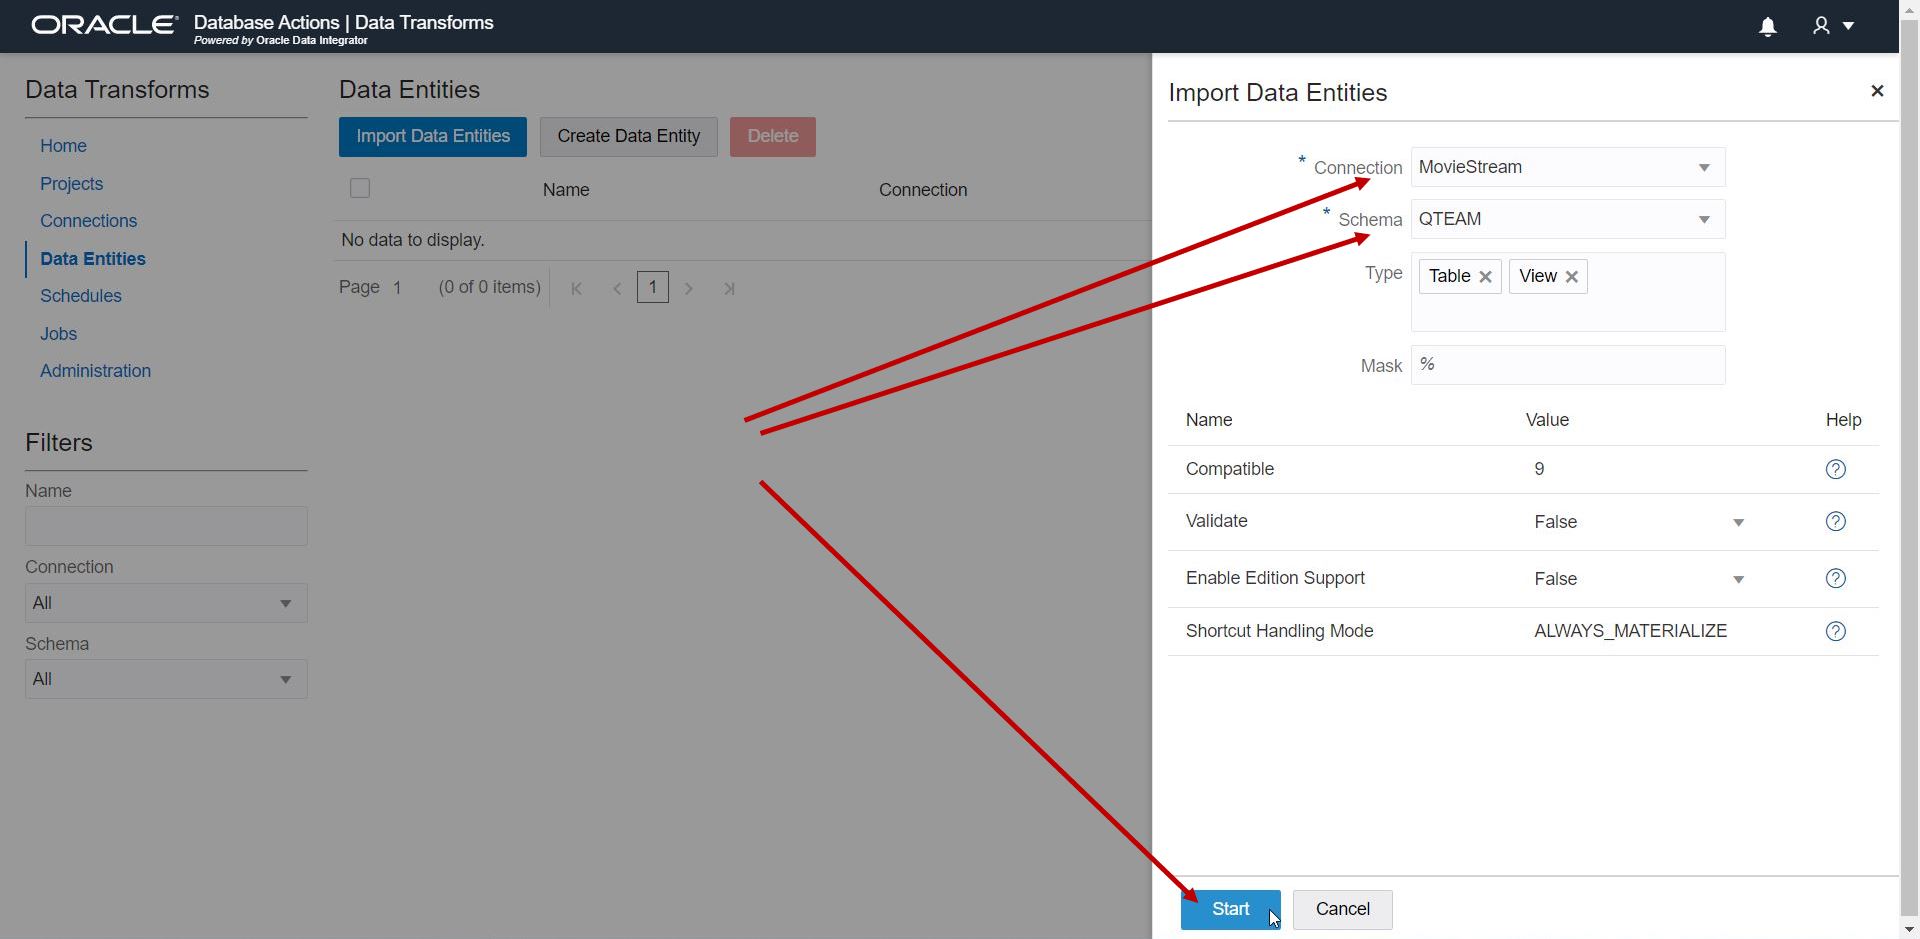 ORACLE Database Actions | Data Transforms
Powered by Oracle Data Integrator
Data Transforms
Home
Projects
Connections
Data Entities
Schedules
Jobs
Administration
Filters
Name
Connection
All
Schema
All
Data Entities
Import Data Entities Create Data Entity Delete
Name Connection
No data to display.
Page 1 (0 of 0 items) 1
Import Data Entities
* Connection MovieStream
* Schema QTEAM
Type Table View
Mask %
Name Value Help
Compatible 9 ?
Validate False ?
Enable Edition Support False ?
Shortcut Handling Mode ALWAYS_MATERIALIZE ?
Start Cancel